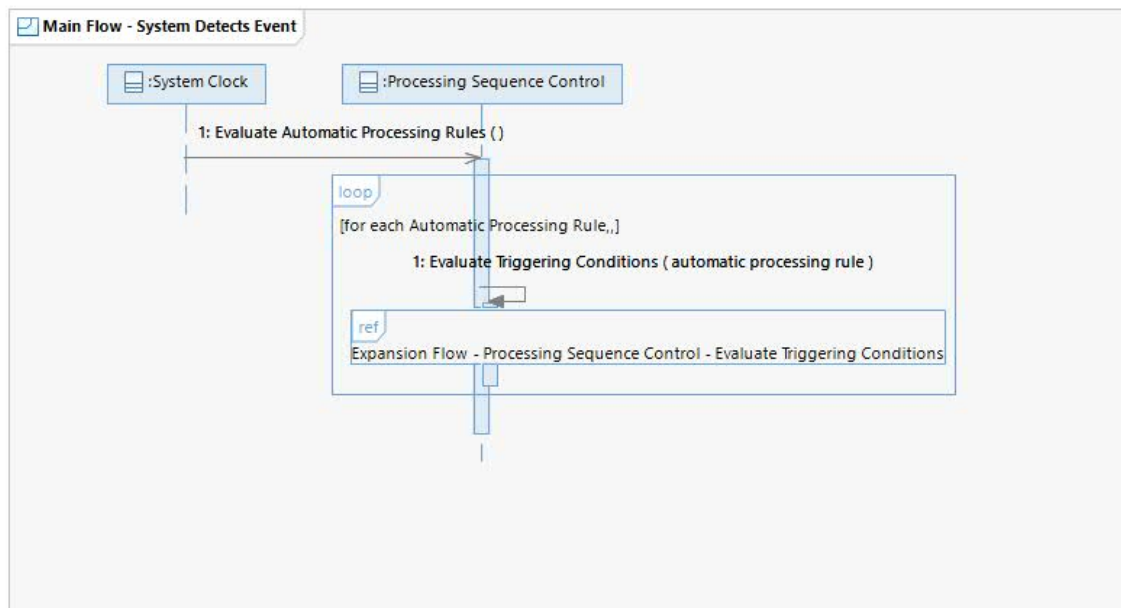 Main Flow - System Detects Event
:System Clock
:Processing Sequence Control
1: Evaluate Automatic Processing Rules ( )
loop
[for each Automatic Processing Rule,,]
1: Evaluate Triggering Conditions ( automatic processing rule )
ref
Expansion Flow - Processing Sequence Control - Evaluate Triggering Conditions